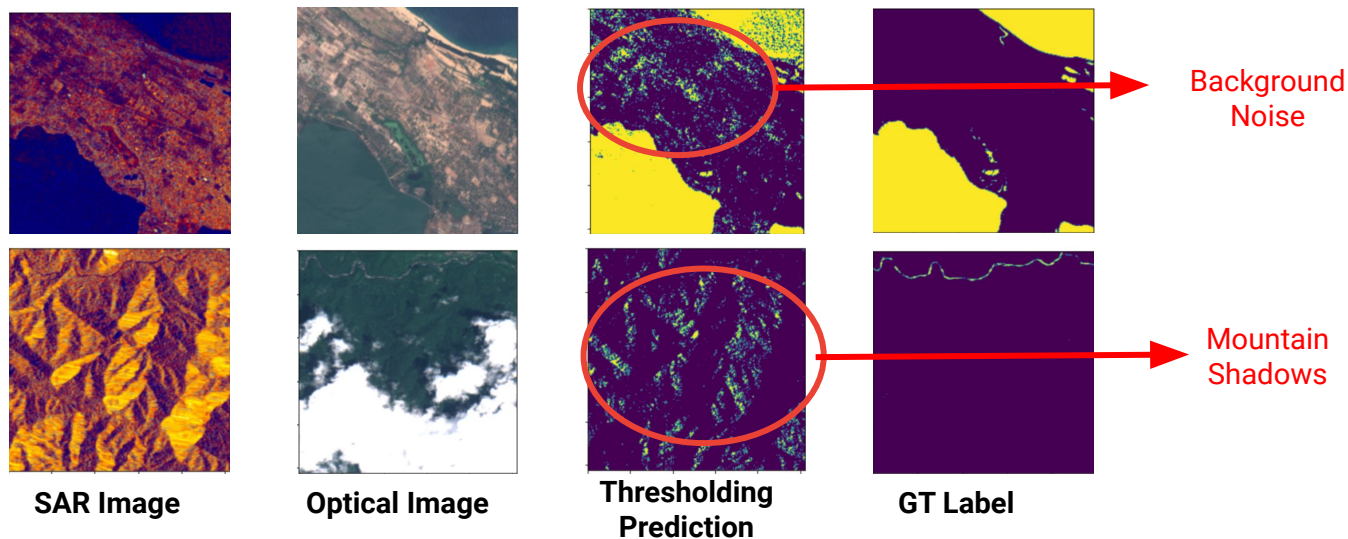 Background
Noise
Mountain
Shadows
SAR Image
Optical Image
Thresholding
Prediction
GT Label